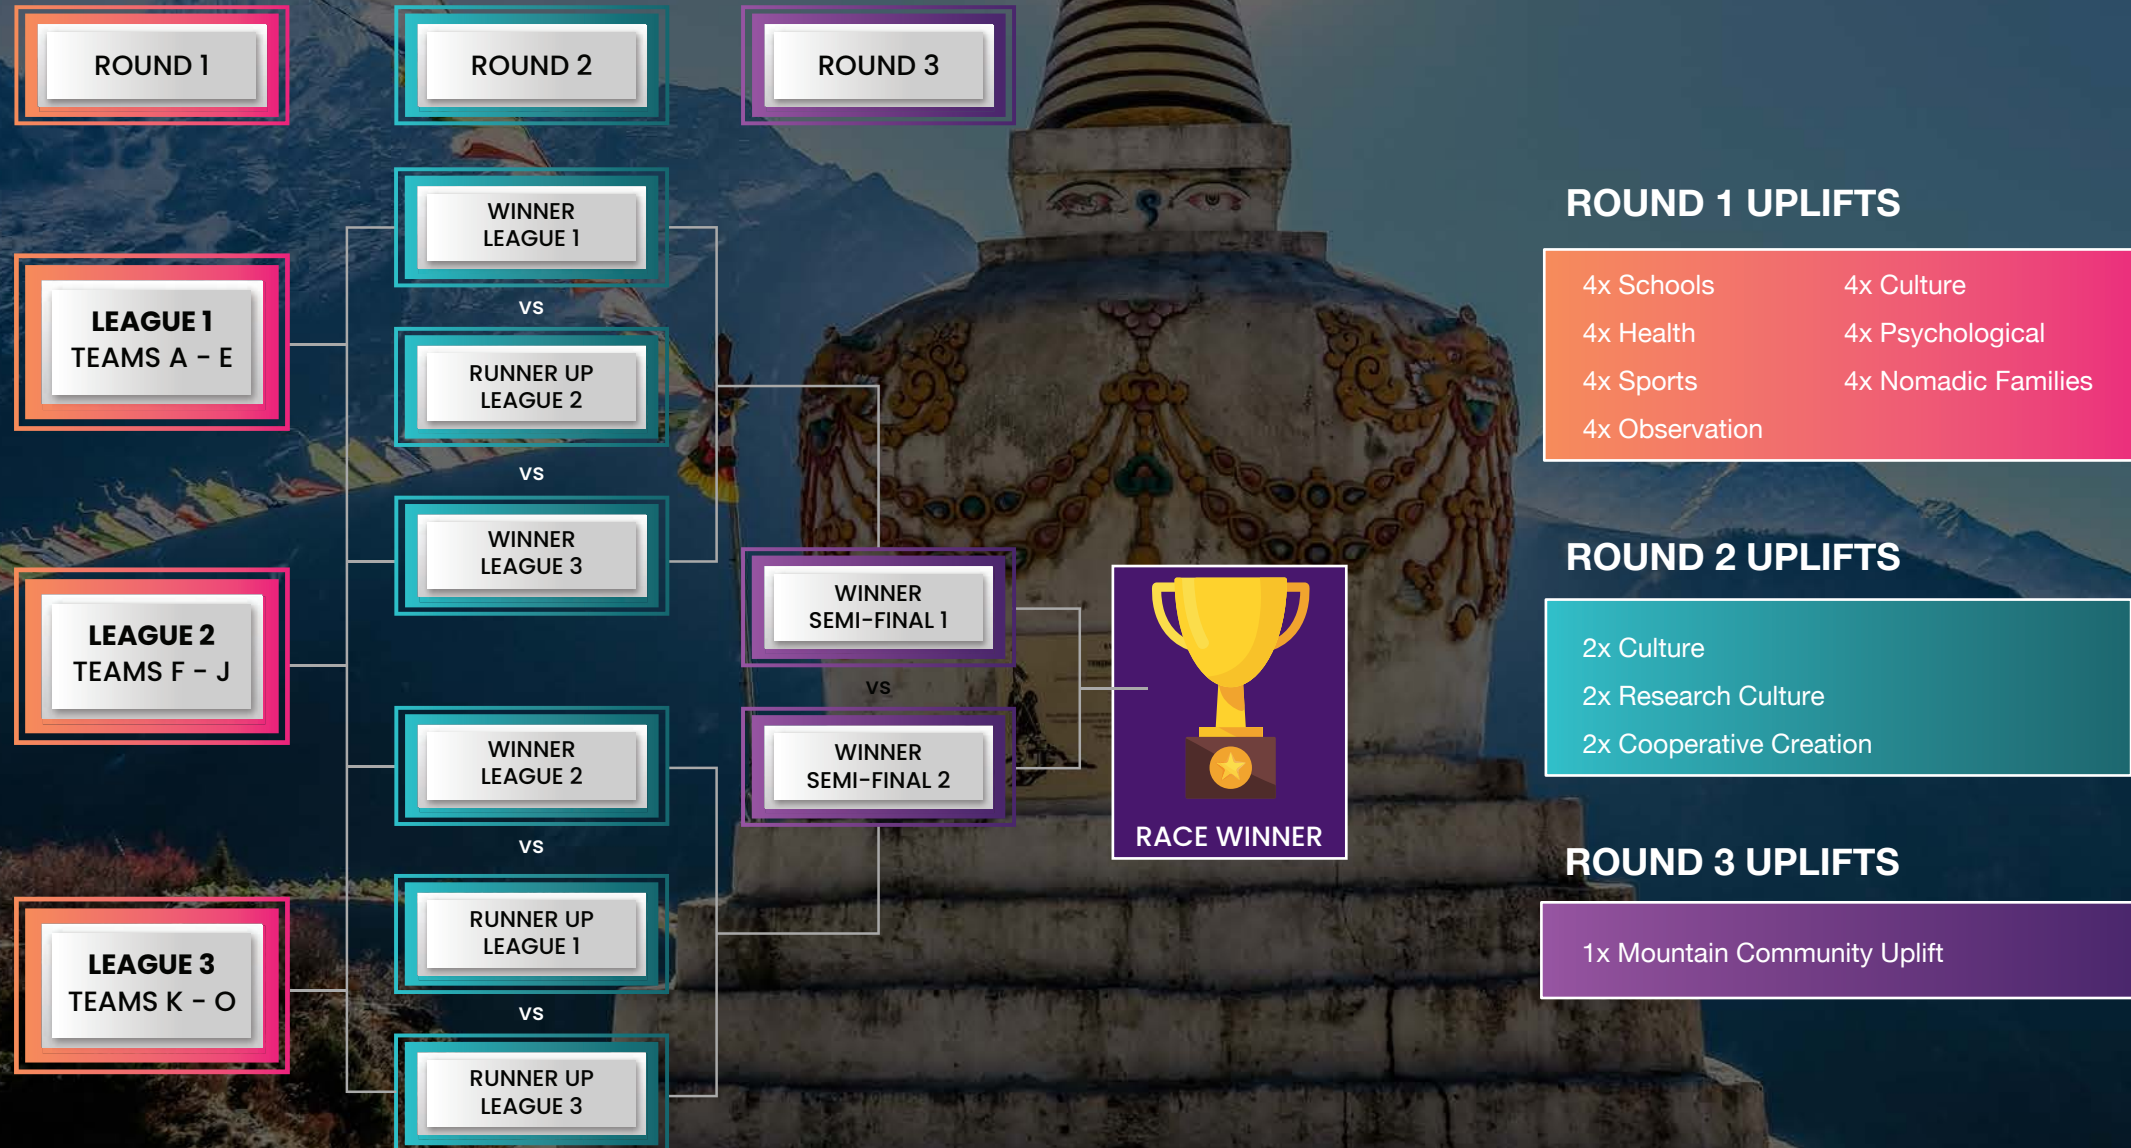 ROUND 1
ROUND 2
ROUND 3
LEAGUE 1
TEAMS A - E
LEAGUE 2
TEAMS F - J
LEAGUE 3
TEAMS K - O
WINNER
LEAGUE 1
VS
RUNNER UP
LEAGUE 2
VS
WINNER
LEAGUE 3
WINNER
LEAGUE 2
VS
RUNNER UP
LEAGUE 1
VS
RUNNER UP
LEAGUE 3
WINNER
SEMI-FINAL 1
VS
WINNER
SEMI-FINAL 2
RACE WINNER
ROUND 1 UPLIFTS
4x Schools
4x Health
4x Sports
4x Observation
4x Culture
4x Psychological
4x Nomadic Families
ROUND 2 UPLIFTS
2x Culture
2x Research Culture
2x Cooperative Creation
ROUND 3 UPLIFTS
1x Mountain Community Uplift